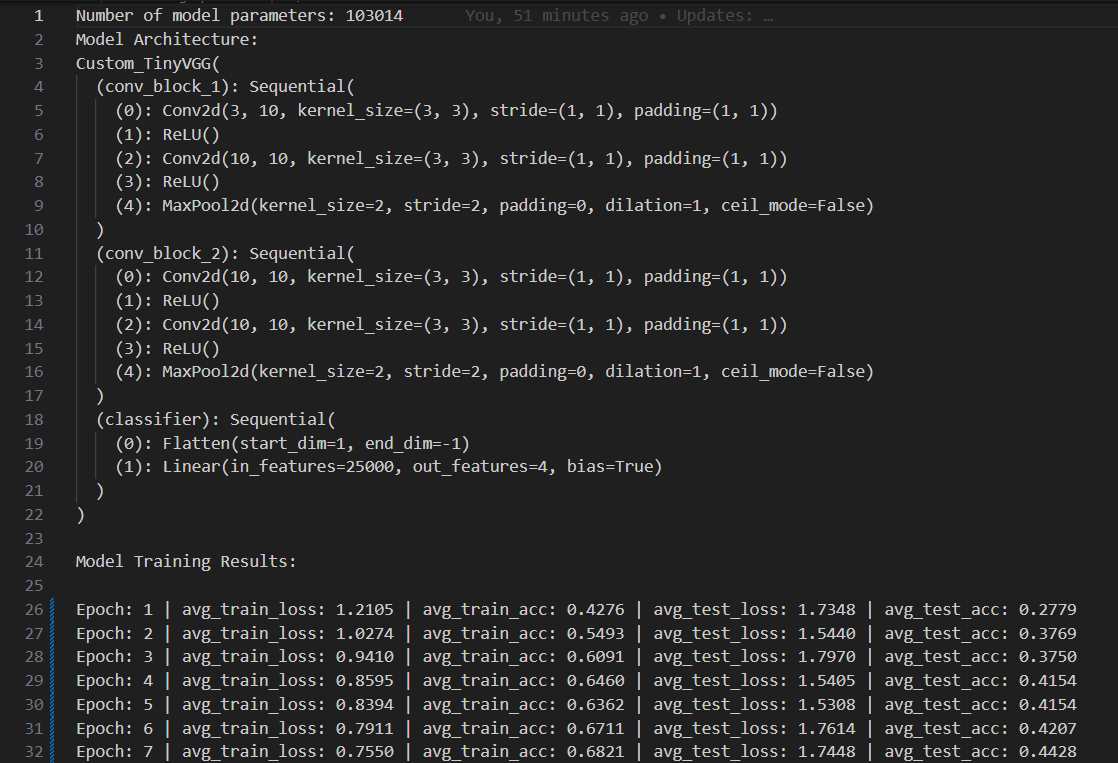 1 Number of model parameters: 103014 You, 51 minutes ago • Updates: …
2 Model Architecture:
3 Custom_TinyVGG(
4 (conv_block_1): Sequential(
5 (0): Conv2d(3, 10, kernel_size=(3, 3), stride=(1, 1), padding=(1, 1))
6 (1): ReLU()
7 (2): Conv2d(10, 10, kernel_size=(3, 3), stride=(1, 1), padding=(1, 1))
8 (3): ReLU()
9 (4): MaxPool2d(kernel_size=2, stride=2, padding=0, dilation=1, ceil_mode=False)
10 )
11 (conv_block_2): Sequential(
12 (0): Conv2d(10, 10, kernel_size=(3, 3), stride=(1, 1), padding=(1, 1))
13 (1): ReLU()
14 (2): Conv2d(10, 10, kernel_size=(3, 3), stride=(1, 1), padding=(1, 1))
15 (3): ReLU()
16 (4): MaxPool2d(kernel_size=2, stride=2, padding=0, dilation=1, ceil_mode=False)
17 )
18 (classifier): Sequential(
19 (0): Flatten(start_dim=1, end_dim=-1)
20 (1): Linear(in_features=25000, out_features=4, bias=True)
21 )
22 )
23
24 Model Training Results:
25
26 Epoch: 1 | avg_train_loss: 1.2105 | avg_train_acc: 0.4276 | avg_test_loss: 1.7348 | avg_test_acc: 0.2779
27 Epoch: 2 | avg_train_loss: 1.0274 | avg_train_acc: 0.5493 | avg_test_loss: 1.5440 | avg_test_acc: 0.3769
28 Epoch: 3 | avg_train_loss: 0.9410 | avg_train_acc: 0.6091 | avg_test_loss: 1.7970 | avg_test_acc: 0.3750
29 Epoch: 4 | avg_train_loss: 0.8595 | avg_train_acc: 0.6460 | avg_test_loss: 1.5405 | avg_test_acc: 0.4154
30 Epoch: 5 | avg_train_loss: 0.8394 | avg_train_acc: 0.6362 | avg_test_loss: 1.5308 | avg_test_acc: 0.4154
31 Epoch: 6 | avg_train_loss: 0.7911 | avg_train_acc: 0.6711 | avg_test_loss: 1.7614 | avg_test_acc: 0.4207
32 Epoch: 7 | avg_train_loss: 0.7550 | avg_train_acc: 0.6821 | avg_test_loss: 1.7448 | avg_test_acc: 0.4428